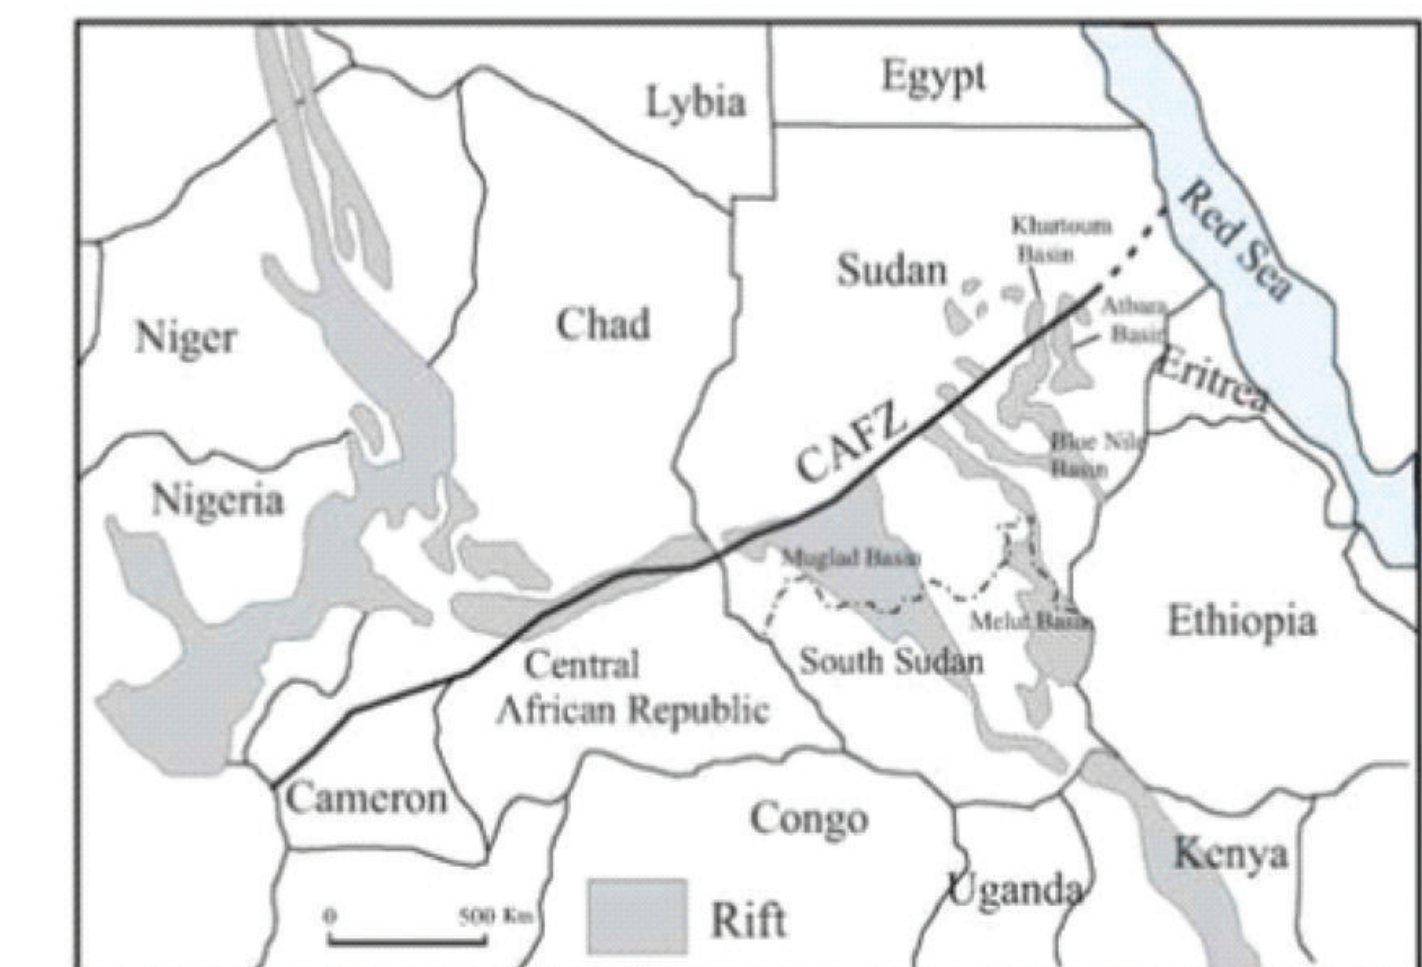 Egypt
Lybia
Red Sea
Khartoum
Basin
Sudan
Atbara
Basin
Niger
Chad
Eritrea
CAFZ
Blue Nile
Basin
Nigeria
Muglad Basin
Melut Basin
Ethiopia
South Sudan
Central
African Republic
Cameron
Congo
Kenya
Uganda
0 500 Km
Rift